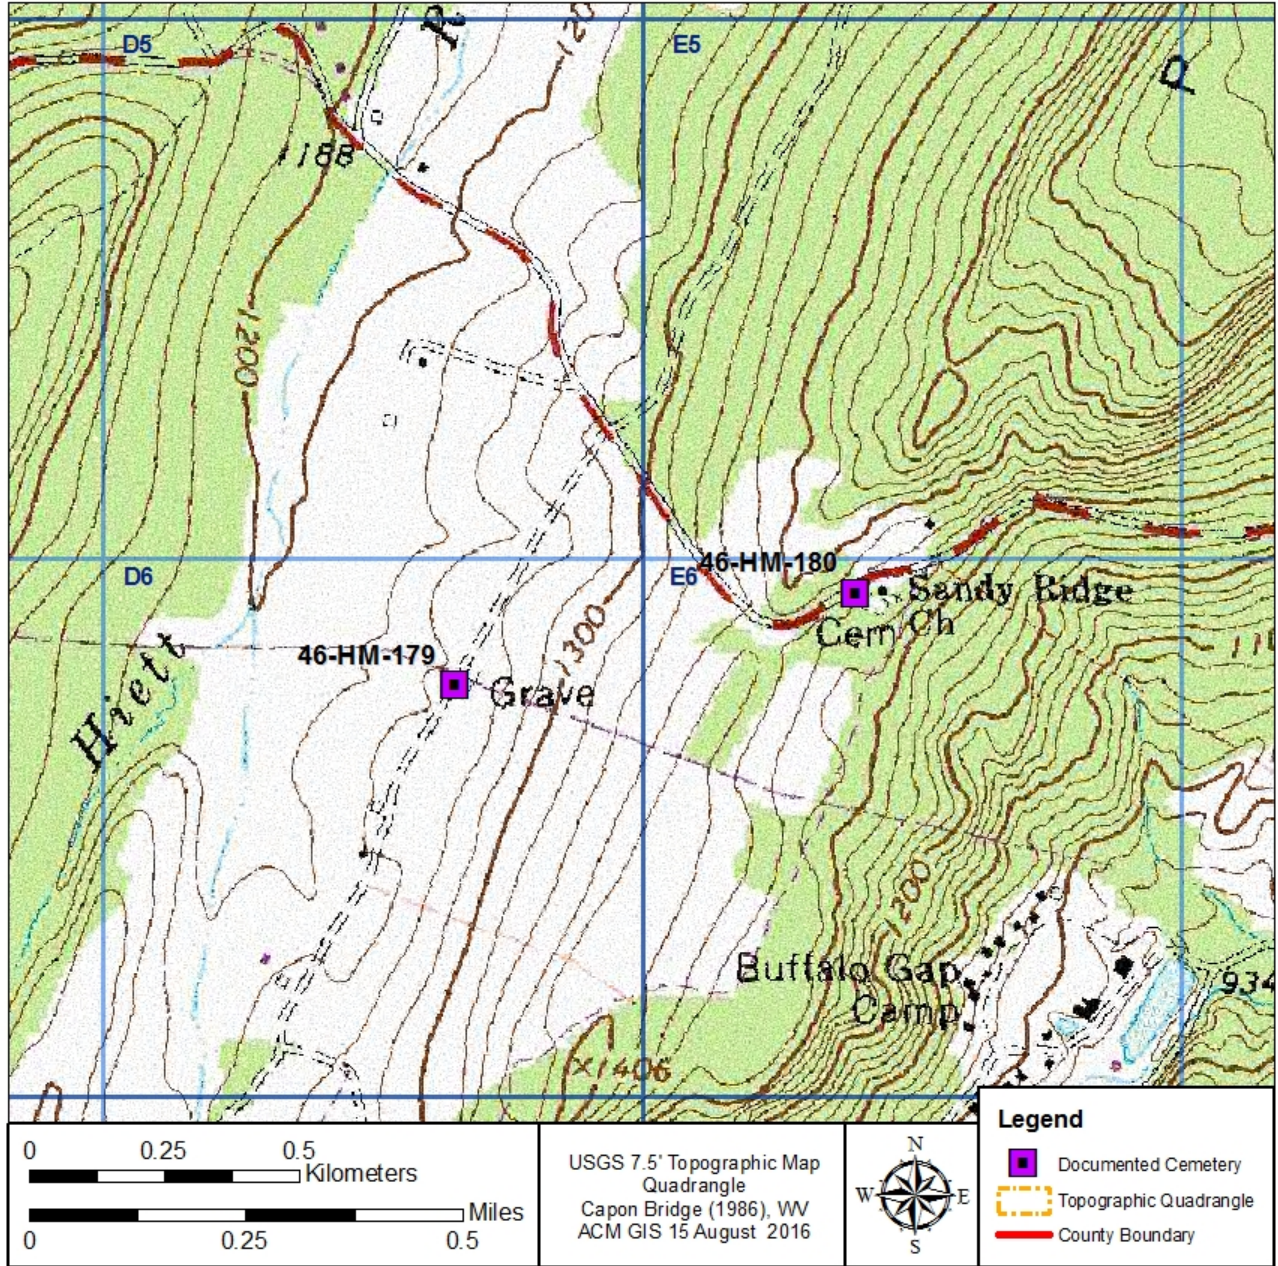 R
120
D5
E5
P
1188
1200
46-HM-180
D6
E6
Sandy Ridge
Cem Ch
1300
46-HM-179
Grave
Hiett
110
1200
Buffalo Gap
Camp
934
X1406
Legend
Documented Cemetery
Topographic Quadrangle
County Boundary
0 0.25 0.5
Kilometers
Miles
0 0.25 0.5
USGS 7.5' Topographic Map
Quadrangle
Capon Bridge (1986), WV
ACM GIS 15 August 2016
N
W E
S